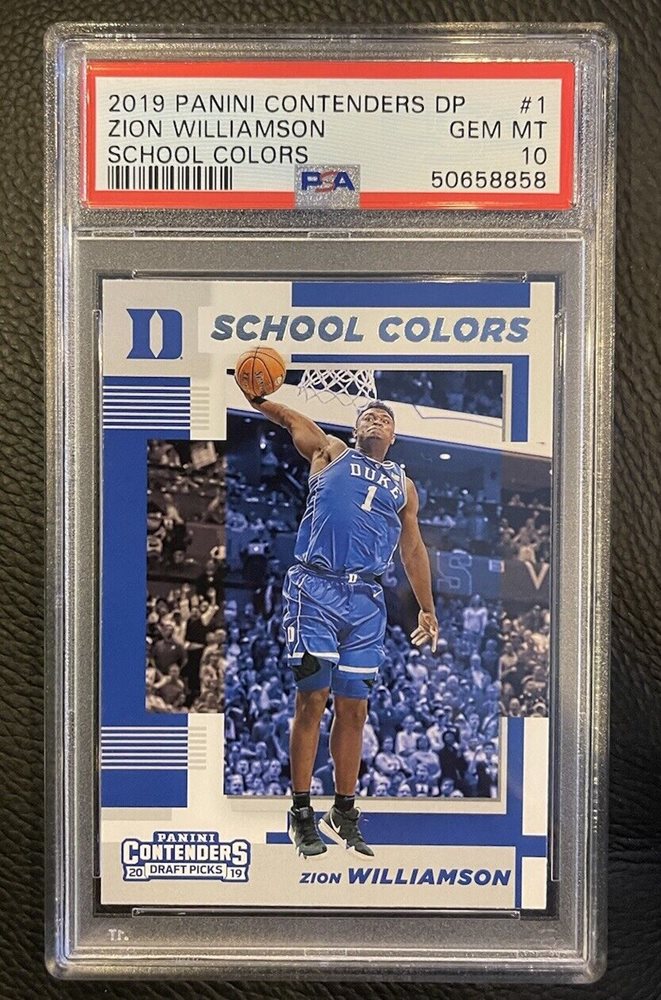 2019 PANINI CONTENDERS DP #1
ZION WILLIAMSON GEM MT
SCHOOL COLORS 10
PSA 50658858
D SCHOOL COLORS
DUKE
1
D
D
S
V
PANINI
CONTENDERS
20 DRAFT PICKS 19
ZION WILLIAMSON